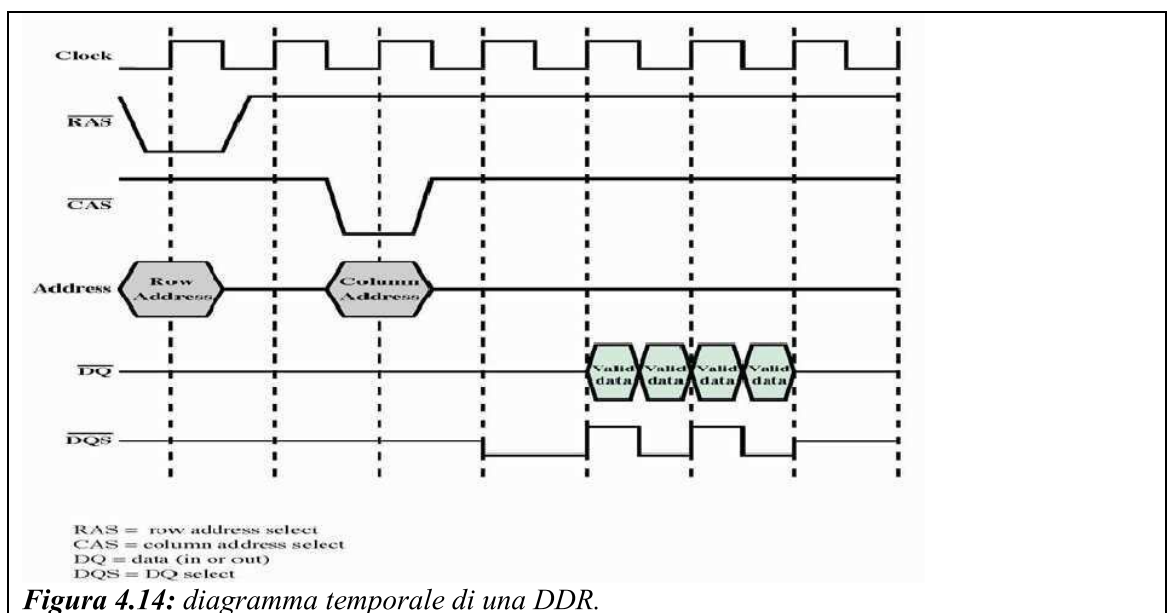 Clock
RAS
CAS
Address
Row
Address
Column
Address
DQ
Valid
data
Valid
data
Valid
data
Valid
data
DQS
RAS = row address select
CAS = column address select
DQ = data (in or out)
DQS = DQ select
Figura 4.14: diagramma temporale di una DDR.